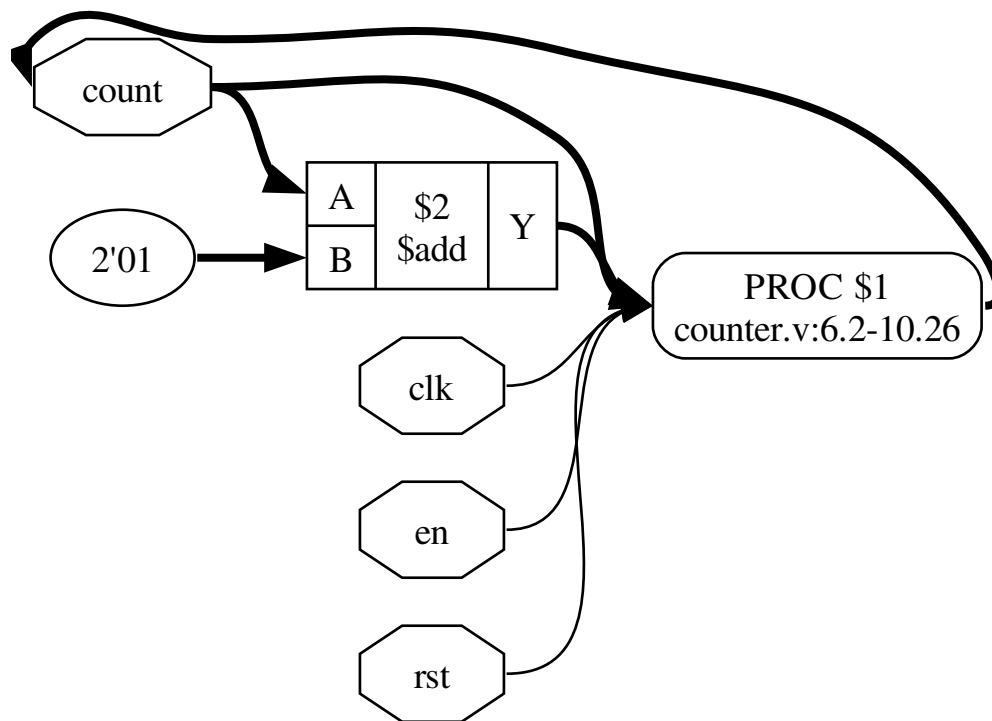 count
A
B
$2
$add
Y
2'01
PROC $1
counter.v:6.2-10.26
clk
en
rst